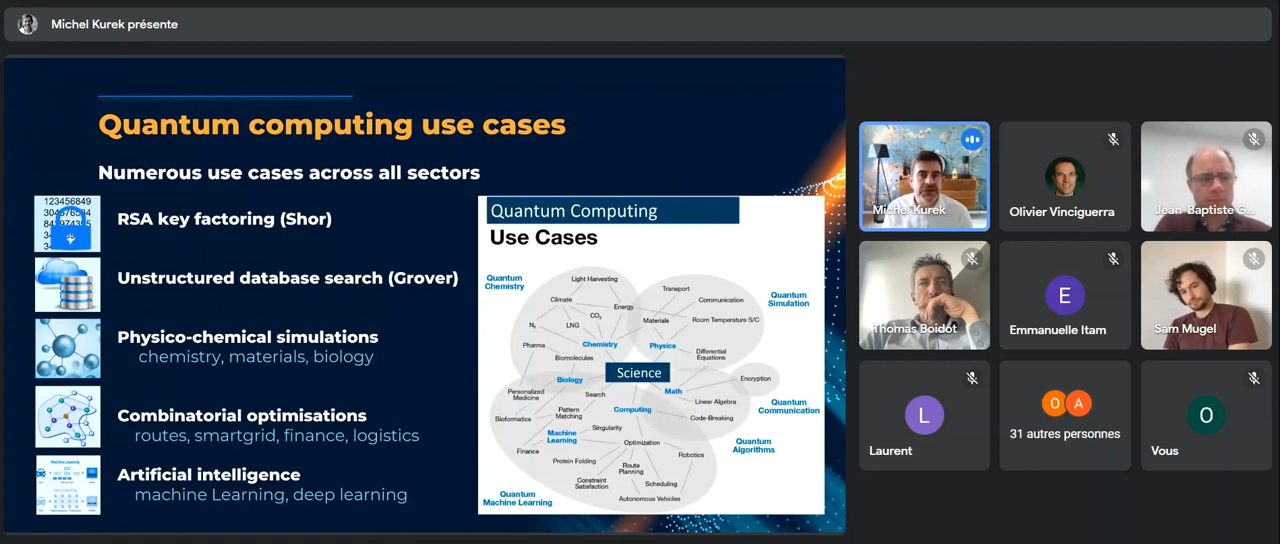 Michel Kurek présente
Quantum computing use cases
Numerous use cases across all sectors
123456849
RSA key factoring (Shor)
Unstructured database search (Grover)
Physico-chemical simulations
chemistry, materials, biology
Combinatorial optimisations
routes, smartgrid, finance, logistics
Machine Learning
Artificial intelligence
machine Learning, deep learning
Quantum Computing
Use Cases
Quantum
Chemistry
Light Harvesting
Climate
Energy
CO₂
N₂
LNG
Pharma
Chemistry
Biomolecules
Transport
Communication
Materials
Room Temperature S/C
Quantum
Simulation
Physics
Differential
Equations
Science
Biology
Math
Encryption
Personalized
Medicine
Search
Linear Algebra
Quantum
Communication
Bioformatics
Pattern
Matching
Computing
Code-Breaking
Singularity
Machine
Learning
Optimization
Quantum
Algorithms
Finance
Protein Folding
Robotics
Route
Planning
Constraint
Satisfaction
Scheduling
Quantum
Machine Learning
Autonomous Vehicles
Michel Kurek
Olivier Vinciguerra
Jean-Baptiste G...
Thomas Boidot
E
Emmanuelle Itam
Sam Mugel
L
Laurent
O
A
31 autres personnes
O
Vous